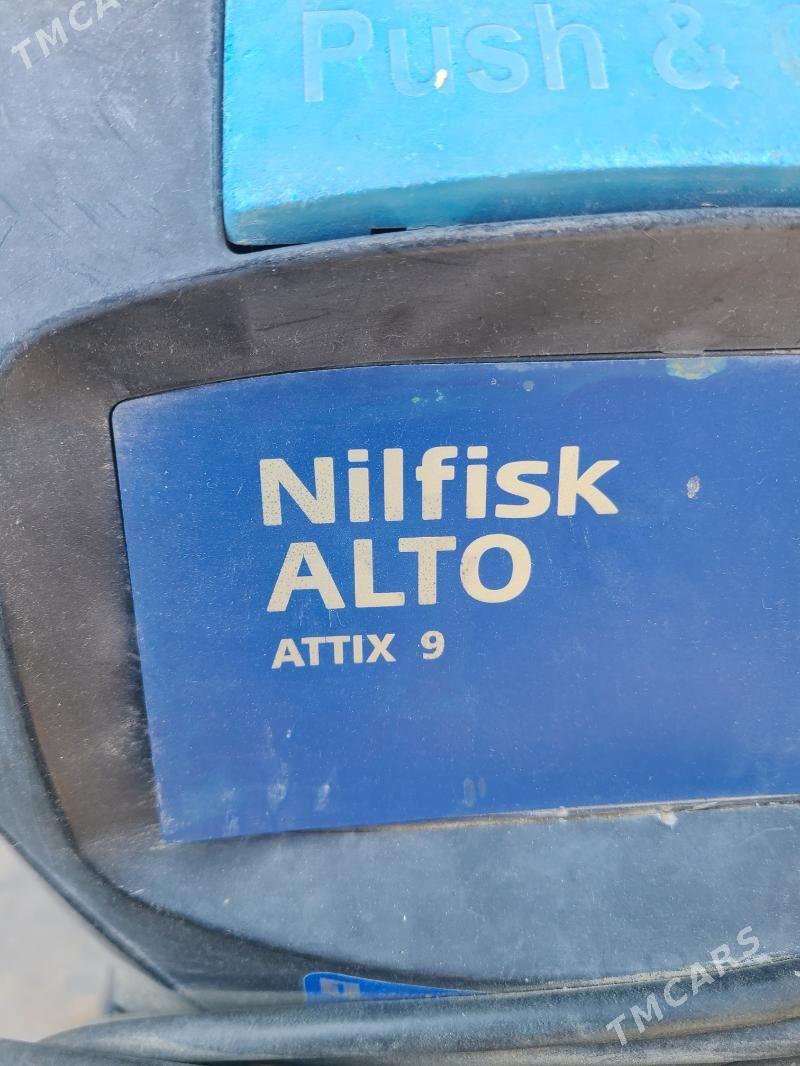 TMCARS
Push &
Nilfisk
ALTO
ATTIX 9
TMCARS